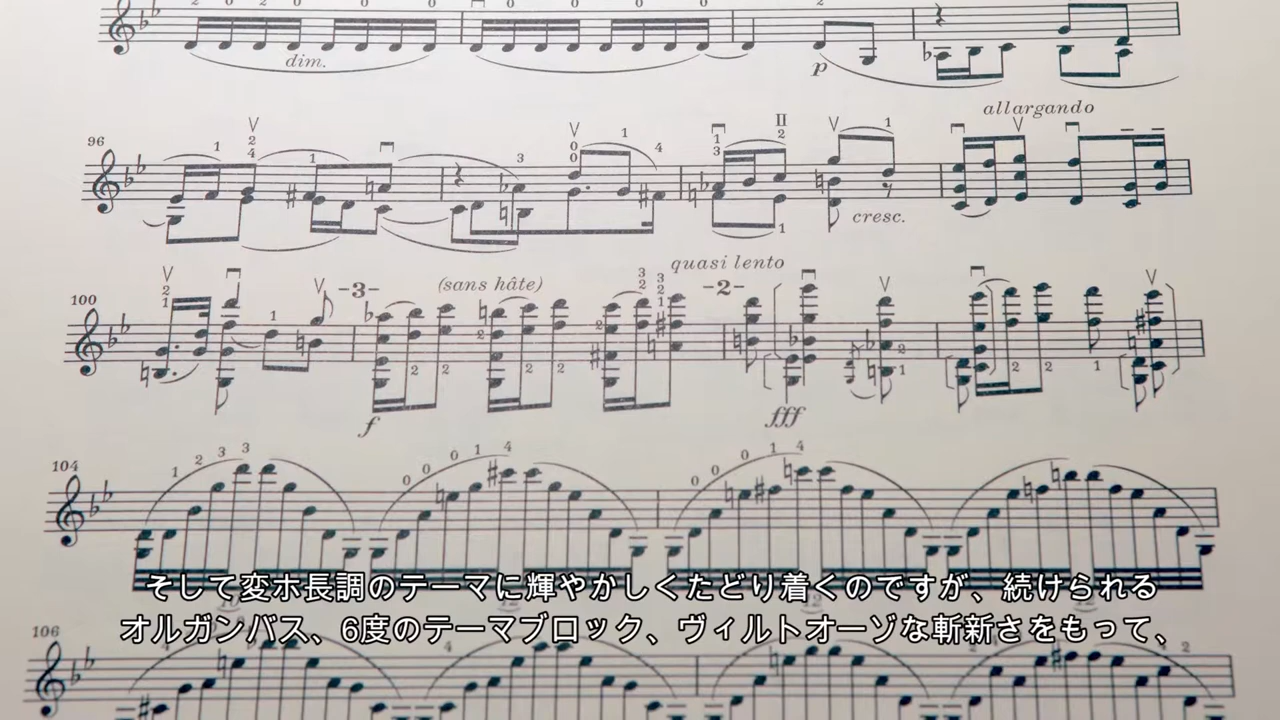 dim.
p
allargando
96
II
cresc.
quasi lento
100
-3-
(sans hâte)
-2-
f
fff
104
そして変ホ長調のテーマに輝やかしくたどり着くのですが、続けられる
オルガンバス、6度のテーマブロック、ヴィルトオーゾな斬新さをもって、
106